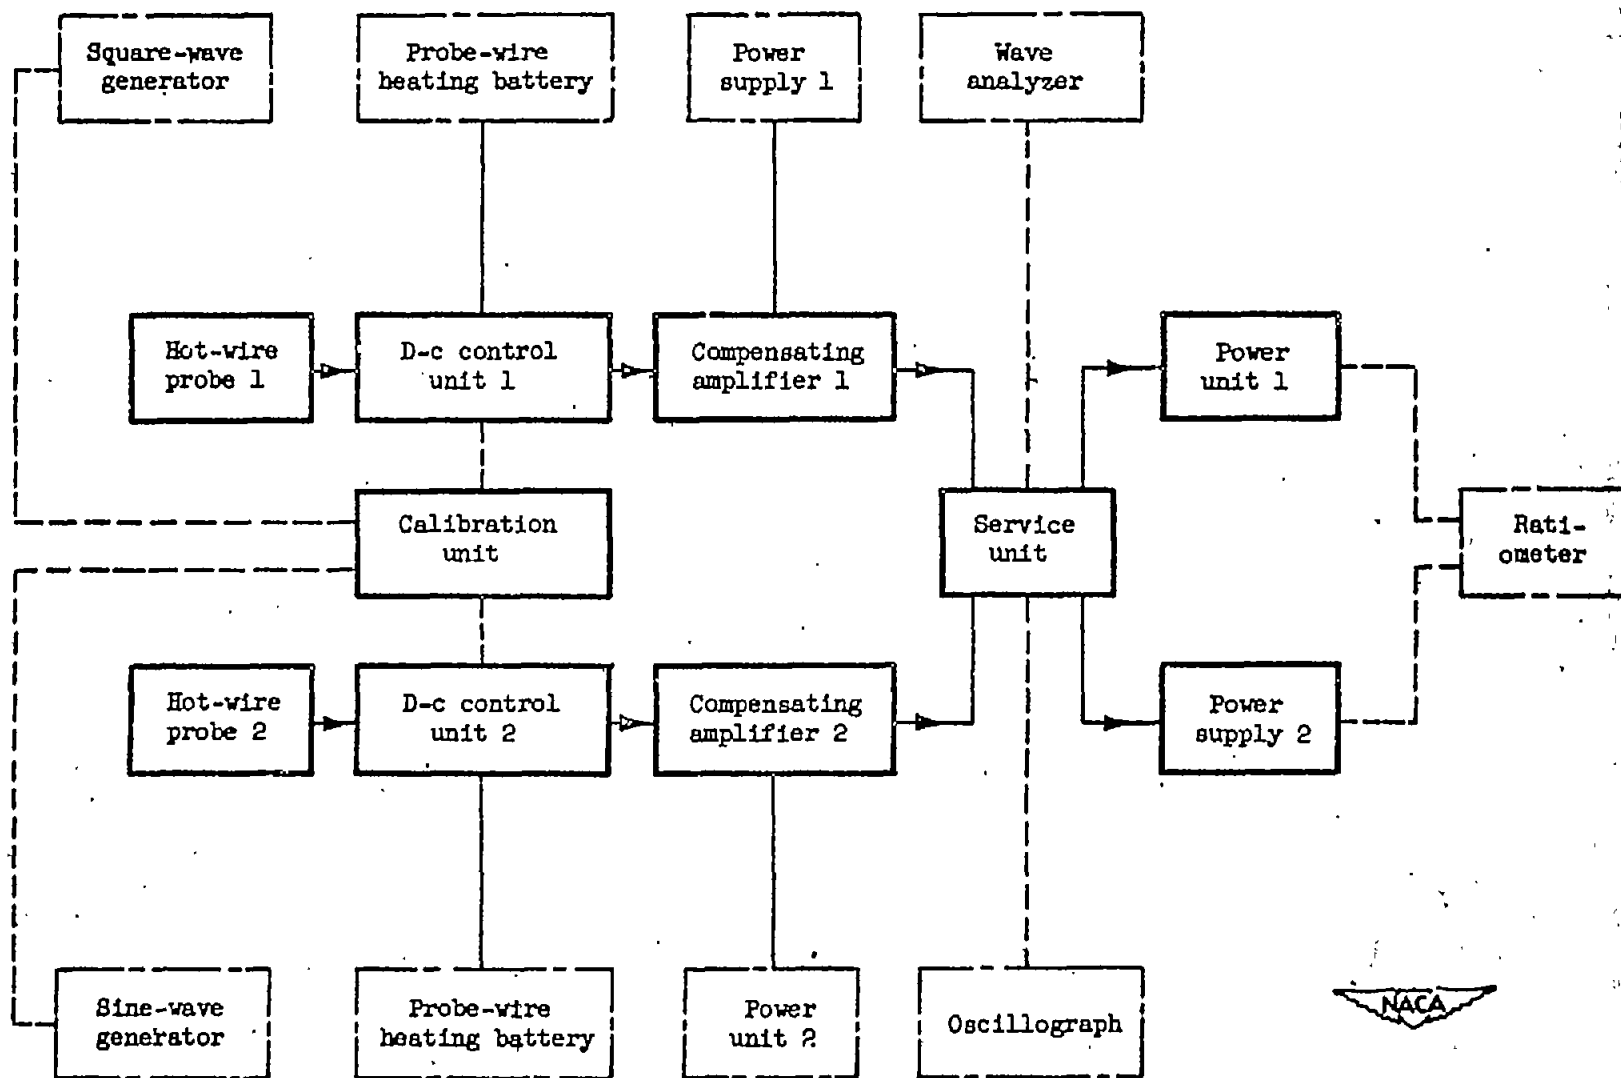 Square-wave
generator
Probe-wire
heating battery
Power
supply 1
Wave
analyzer
Hot-wire
probe 1
D-c control
unit 1
Compensating
amplifier 1
Power
unit 1
Calibration
unit
Service
unit
Rati-
ometer
Hot-wire
probe 2
D-c control
unit 2
Compensating
amplifier 2
Power
supply 2
Sine-wave
generator
Probe-wire
heating battery
Power
unit 2
Oscillograph
NACA